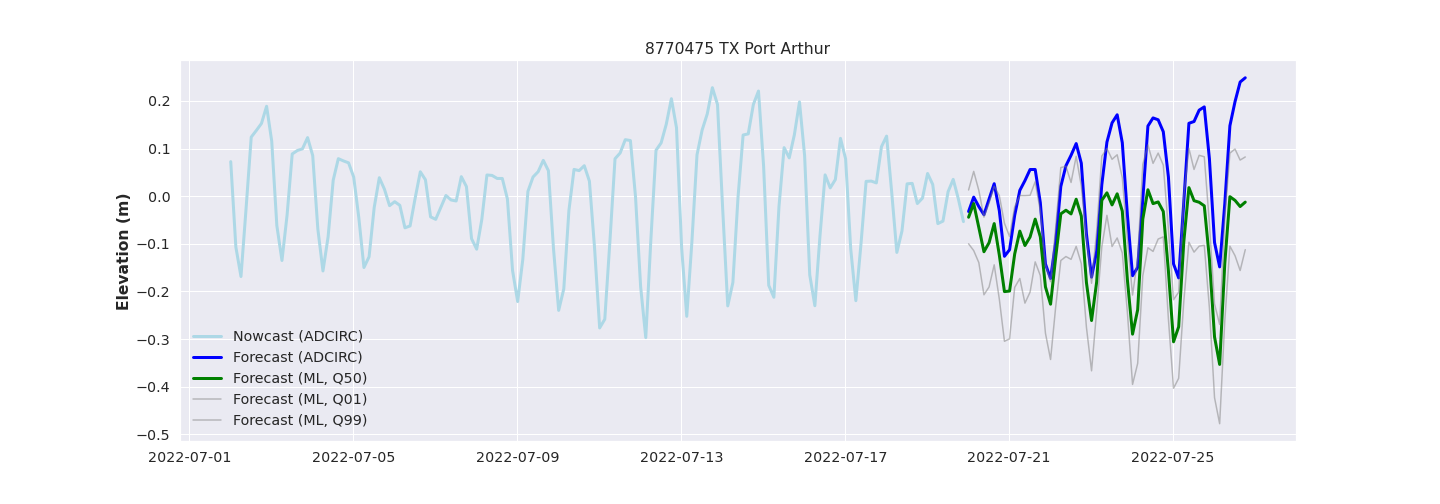 8770475 TX Port Arthur
Elevation (m)
0.2
0.1
0.0
−0.1
−0.2
−0.3
−0.4
−0.5
Nowcast (ADCIRC)
Forecast (ADCIRC)
Forecast (ML, Q50)
Forecast (ML, Q01)
Forecast (ML, Q99)
2022-07-01 2022-07-05 2022-07-09 2022-07-13 2022-07-17 2022-07-21 2022-07-25